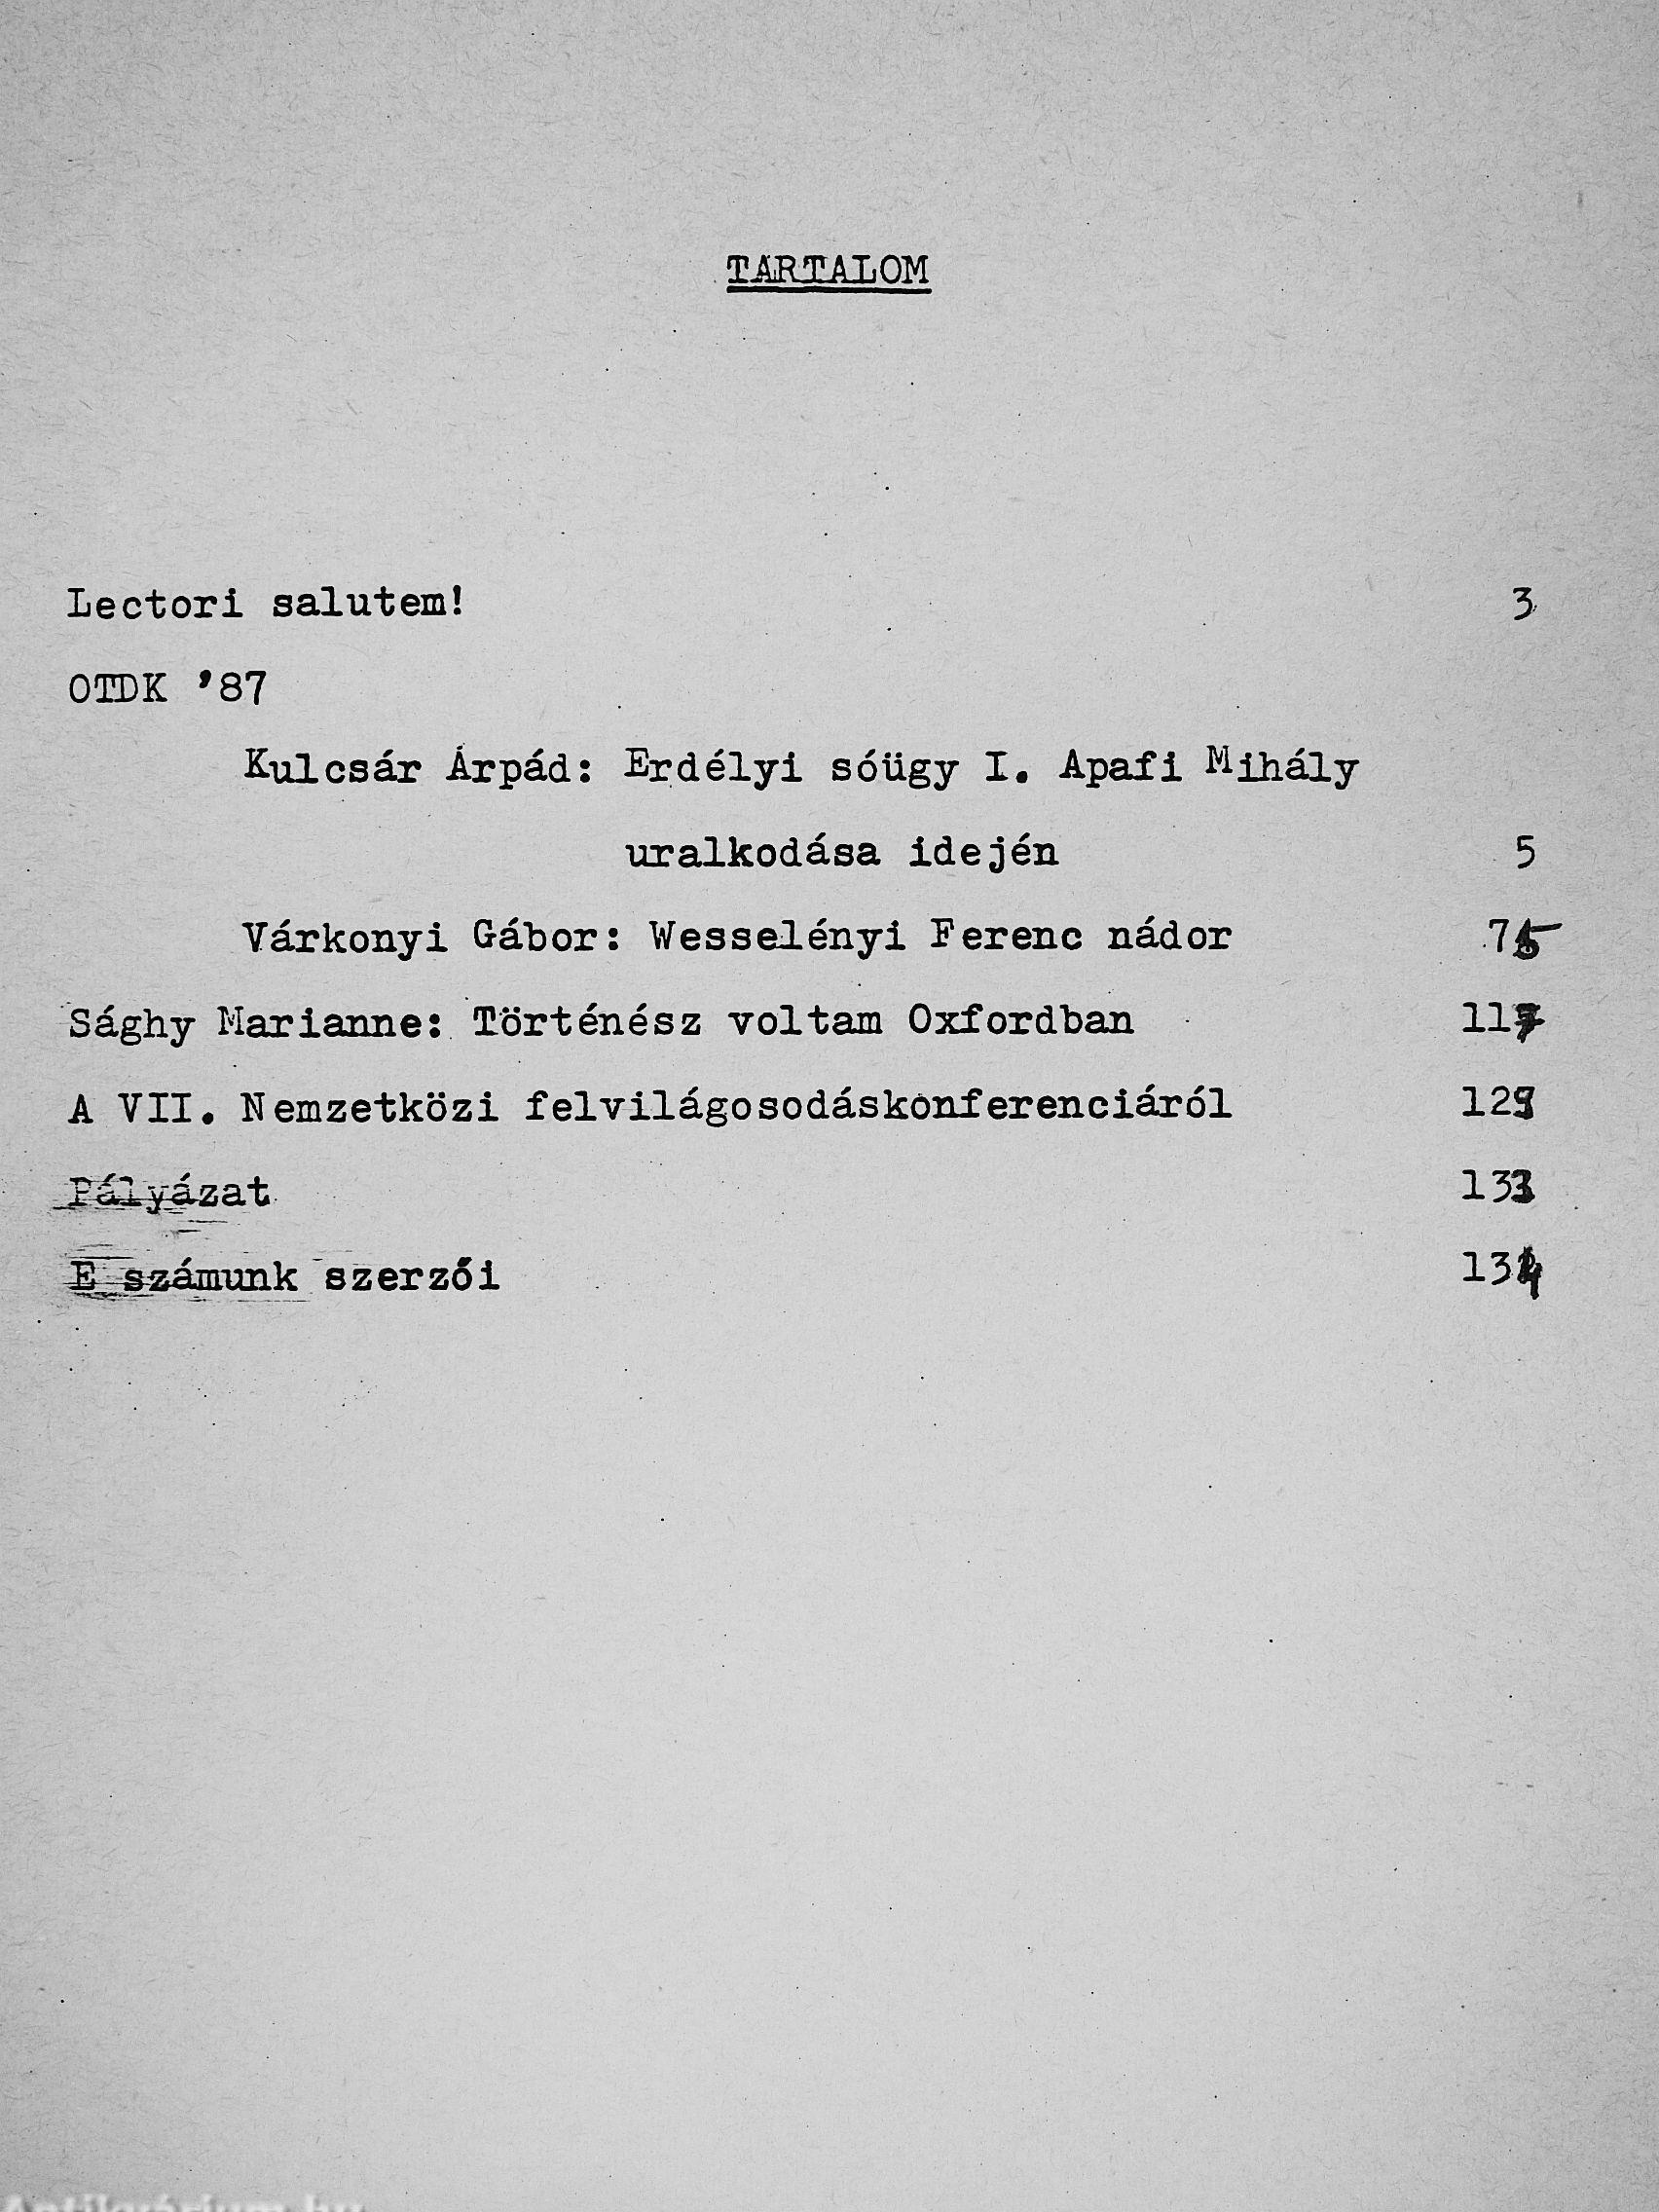 TARTALOM
Lectori salutem! 3
OTDK '87
Kulcsár Árpád: Erdélyi sóügy I. Apafi Mihály
uralkodása idején 5
Várkonyi Gábor: Wesselényi Ferenc nádor 75
Sághy Marianne: Történész voltam Oxfordban 117
A VII. Nemzetközi felvilágosodáskonferenciáról
Pályázat 133
E számunk szerzői 134